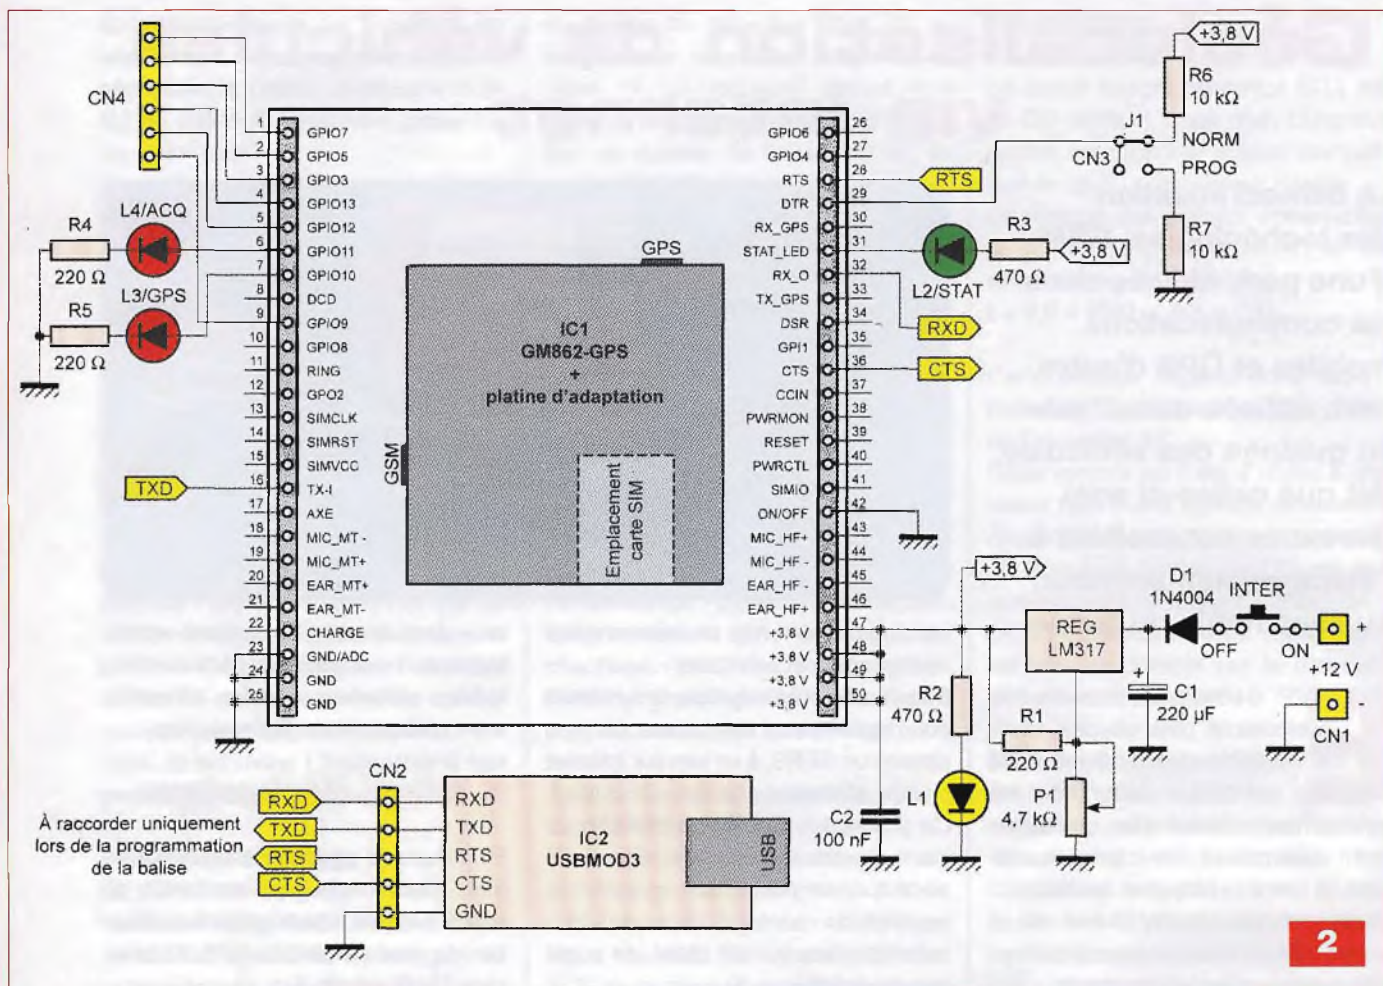 +3,8 V
R6
10 kΩ
J1
NORM
CN3
PROG
R7
10 kΩ
CN4
1
GPIO7
2
GPIO5
3
GPIO3
4
GPIO13
5
GPIO12
6
GPIO11
7
GPIO10
8
DCD
9
GPIO9
10
GPIO8
11
RING
12
GPO2
13
SIMCLK
14
SIMRST
15
SIMVCC
16
TX-I
17
AXE
18
MIC_MT -
19
MIC_MT+
20
EAR_MT+
21
EAR_MT-
22
CHARGE
23
GND/ADC
24
GND
25
GND
L4/ACQ
R4
220 Ω
L3/GPS
R5
220 Ω
TXD
GPS
GSM
IC1
GM862-GPS
+
platine d'adaptation
Emplacement
carte SIM
26
GPIO6
27
GPIO4
28
RTS
29
DTR
30
RX_GPS
31
STAT_LED
32
RX_O
33
TX_GPS
34
DSR
35
GPI1
36
CTS
37
CCIN
38
PWRMON
39
RESET
40
PWRCTL
41
SIMIO
42
ON/OFF
43
MIC_HF+
44
MIC_HF -
45
EAR_HF -
46
EAR_HF+
47
+3,8 V
48
+3,8 V
49
+3,8 V
50
+3,8 V
RTS
R3
+3,8 V
470 Ω
L2/STAT
RXD
CTS
+3,8 V
D1
1N4004
INTER
REG
LM317
OFF
ON
+
+12 V
-
CN1
+
C1
220 µF
R2
470 Ω
R1
220 Ω
L1
P1
4,7 kΩ
C2
100 nF
CN2
À raccorder uniquement
lors de la programmation
de la balise
RXD
TXD
RTS
CTS
RXD
TXD
RTS
CTS
GND
IC2
USBMOD3
USB
2